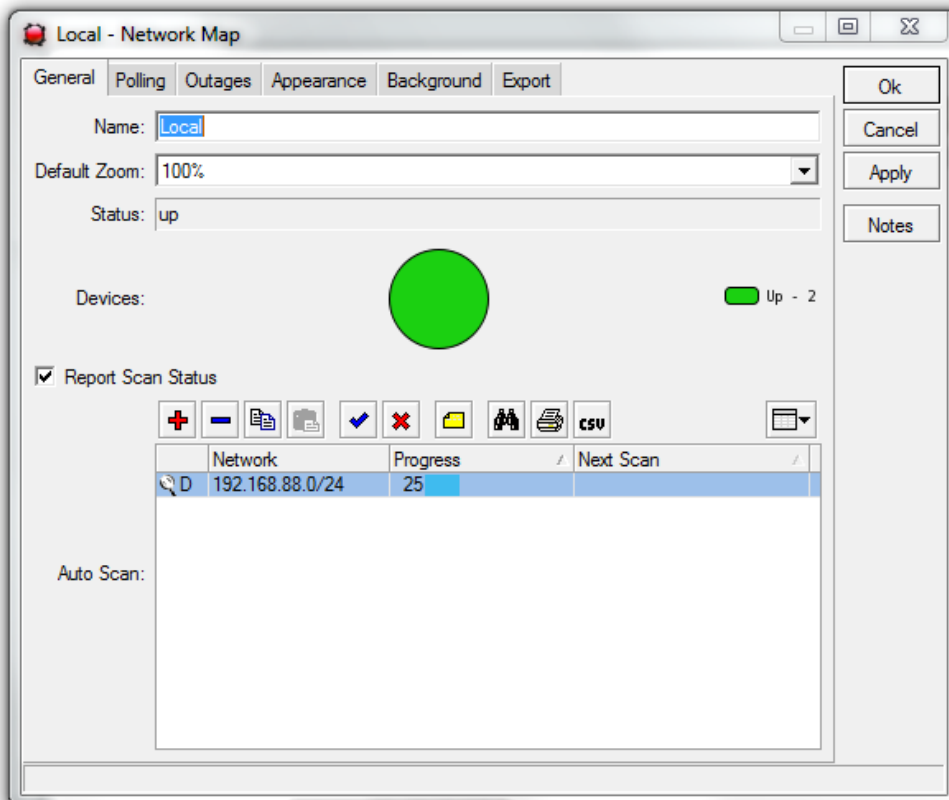 Local - Network Map
General Polling Outages Appearance Background Export
Ok
Name: Local
Cancel
Default Zoom: 100%
Apply
Status: up
Notes
Devices:
Up - 2
Report Scan Status
csv
Network Progress Next Scan
D 192.168.88.0/24 25
Auto Scan: